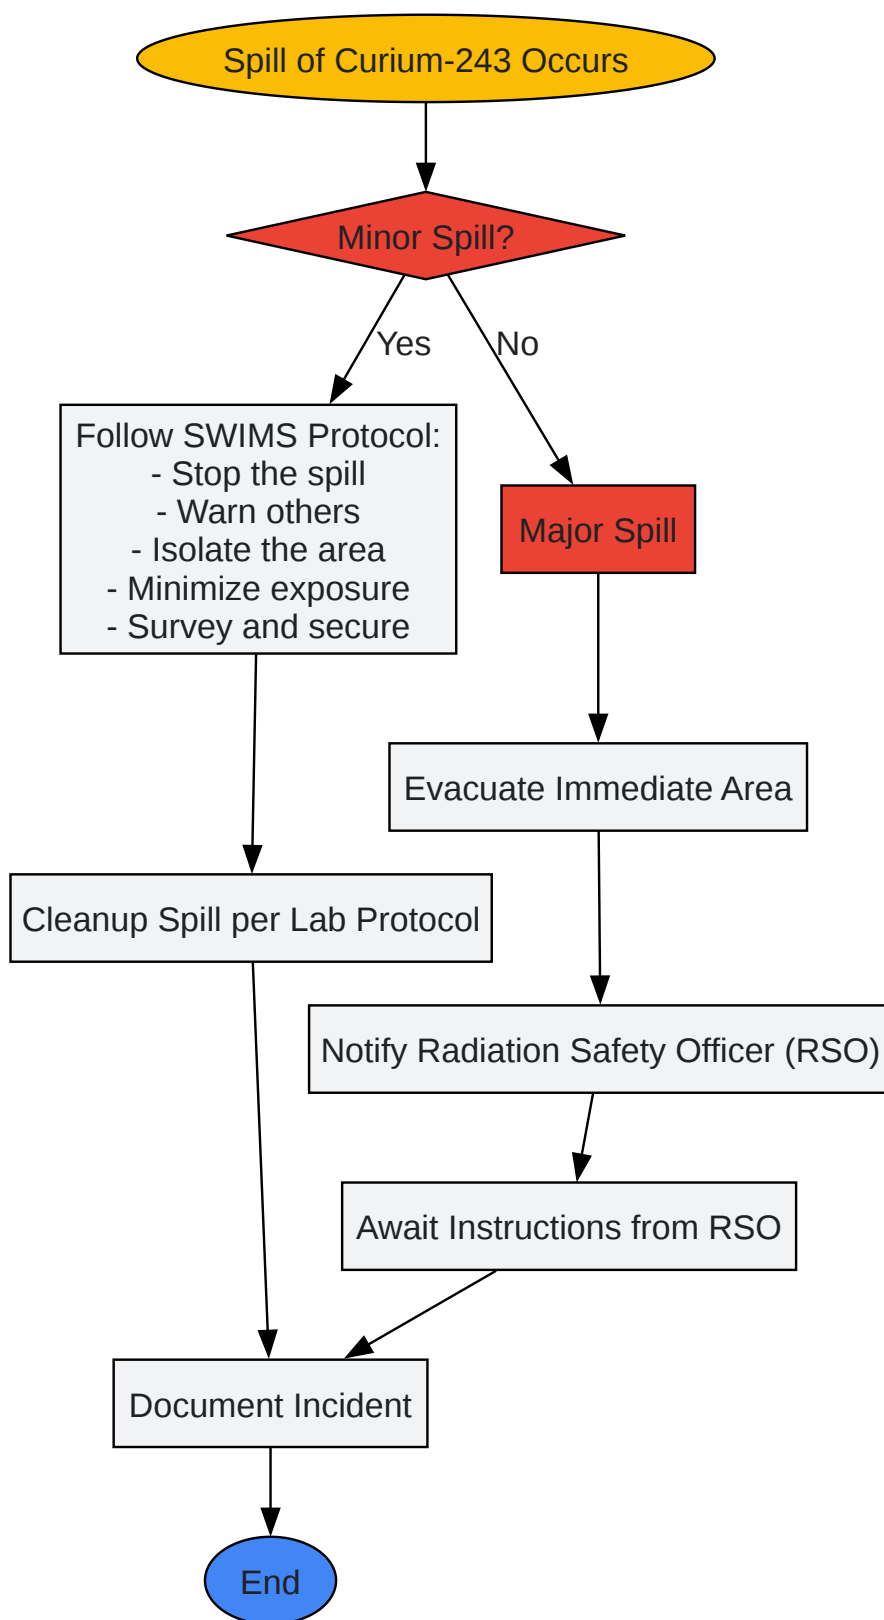 Spill of Curium-243 Occurs
Minor Spill?
Yes
No
Follow SWIMS Protocol:
- Stop the spill
- Warn others
- Isolate the area
- Minimize exposure
- Survey and secure
Major Spill
Evacuate Immediate Area
Cleanup Spill per Lab Protocol
Notify Radiation Safety Officer (RSO)
Await Instructions from RSO
Document Incident
End